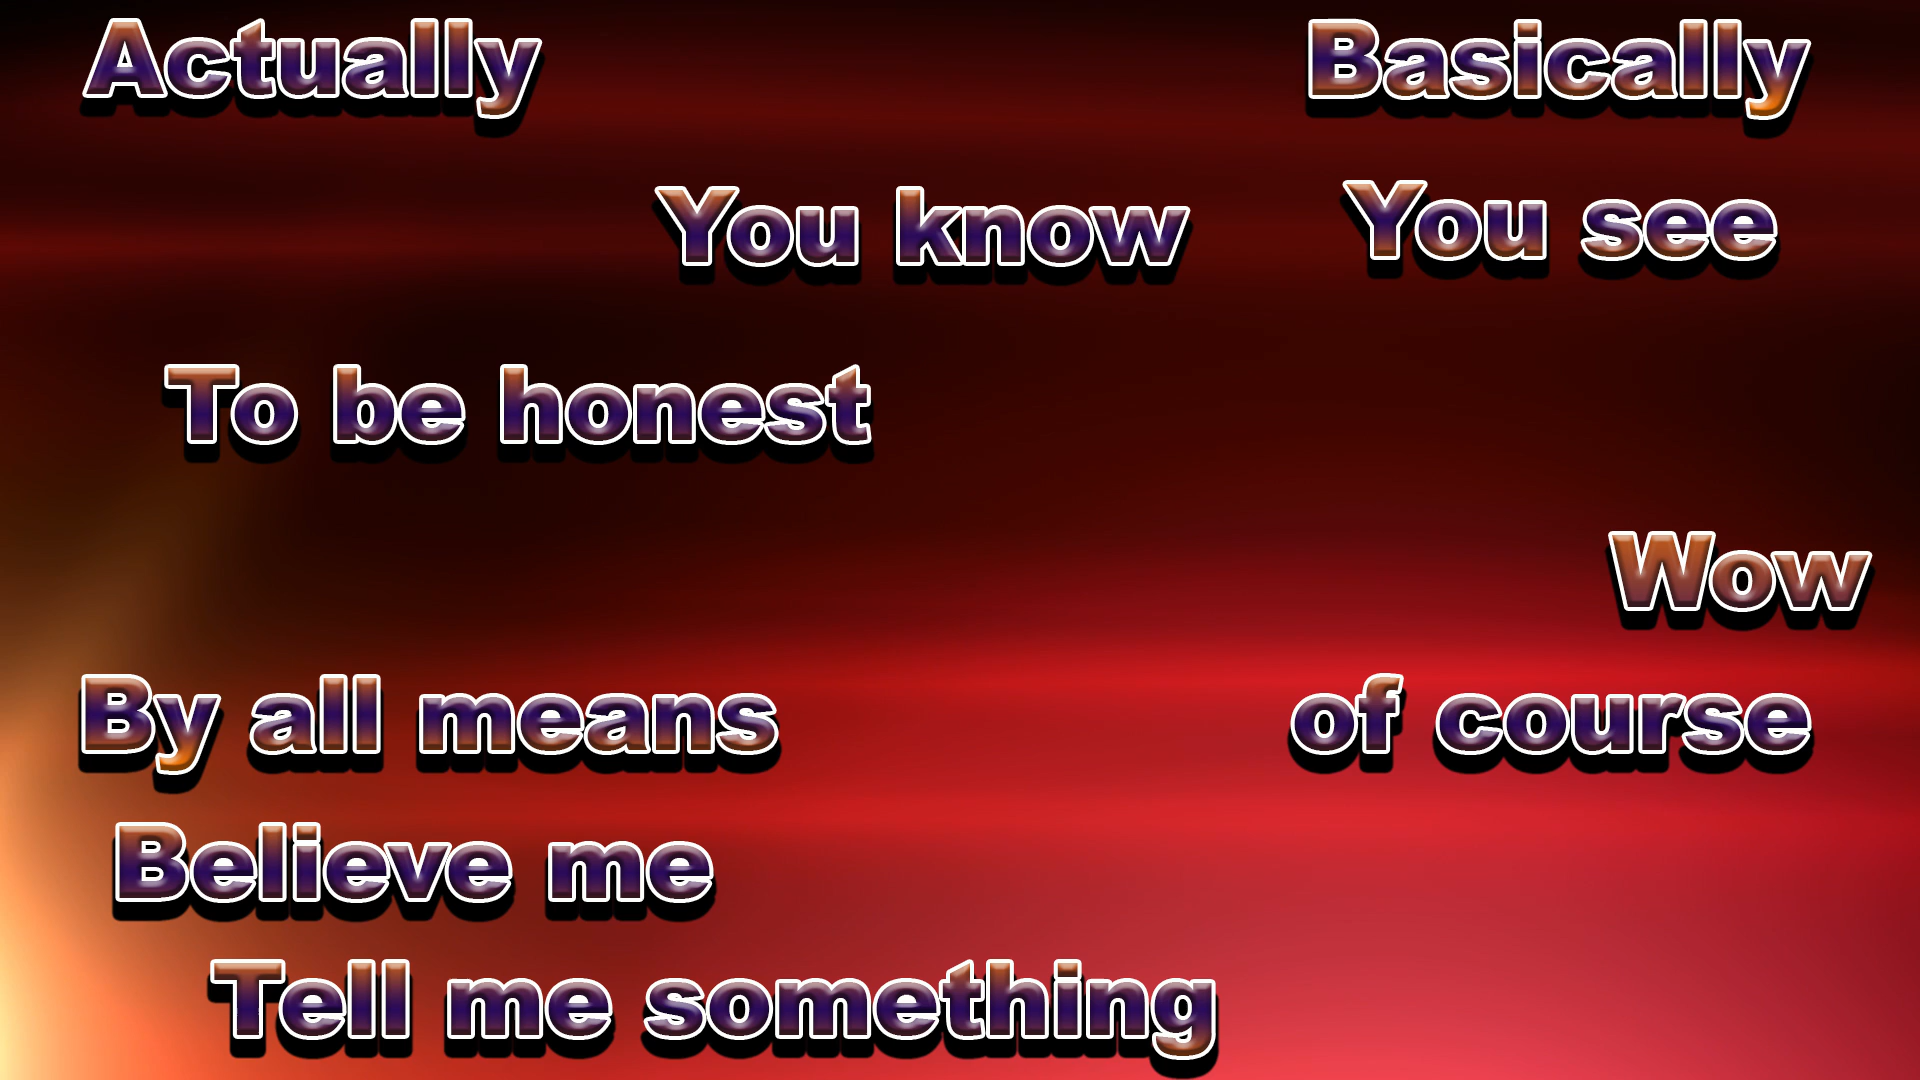 Actually
Basically
You know
You see
To be honest
Wow
By all means
of course
Believe me
Tell me something